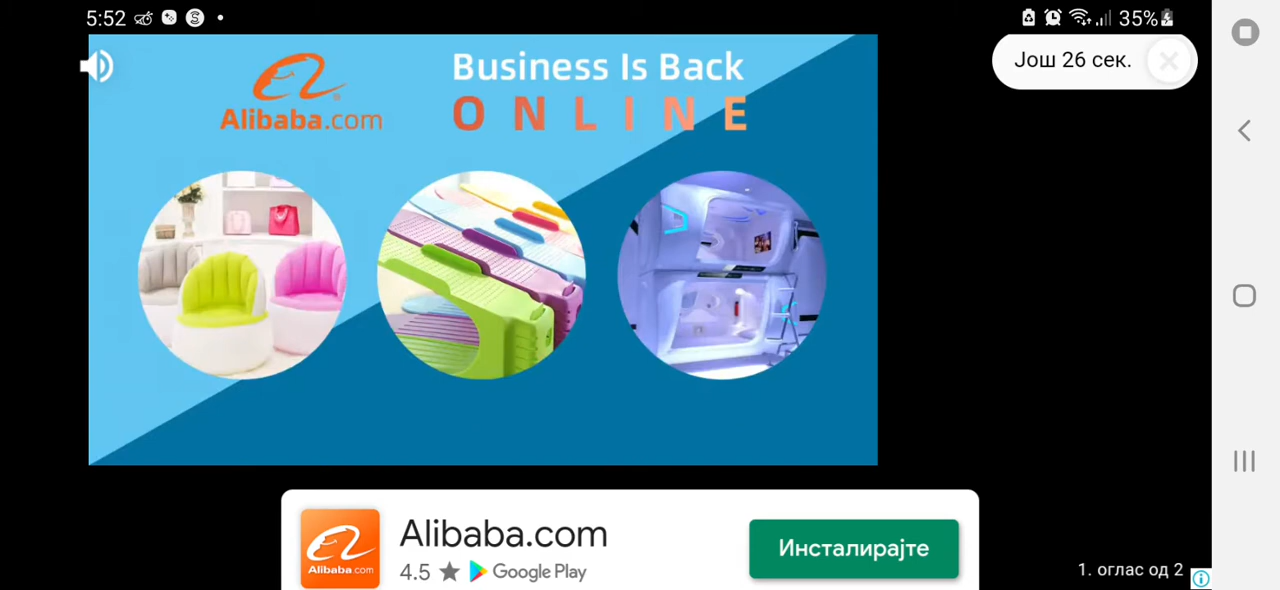 5:52
35%
Још 26 сек.
Alibaba.com
Business Is Back
ONLINE
Alibaba.com
Alibaba.com
4.5 ★ Google Play
Инсталирајте
1. оглас од 2